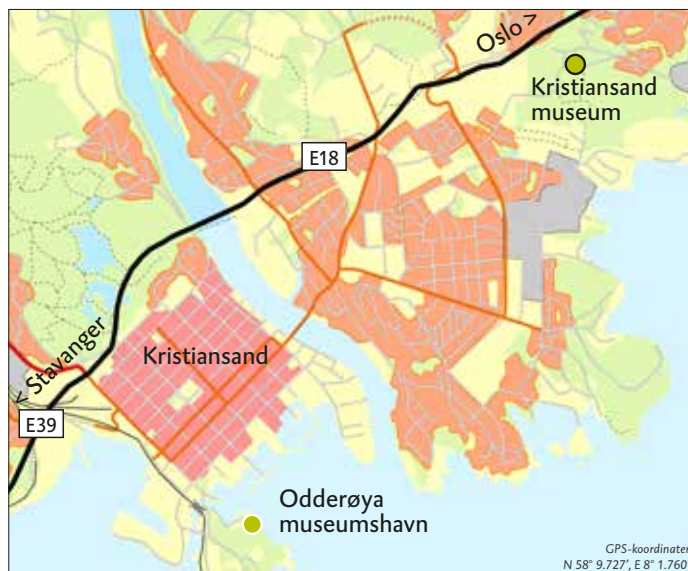 Oslo >
Kristiansand
museum
E18
Kristiansand
< Stavanger
E39
Odderøya
museumshavn
GPS-koordinater
N 58° 9.727', E 8° 1.760